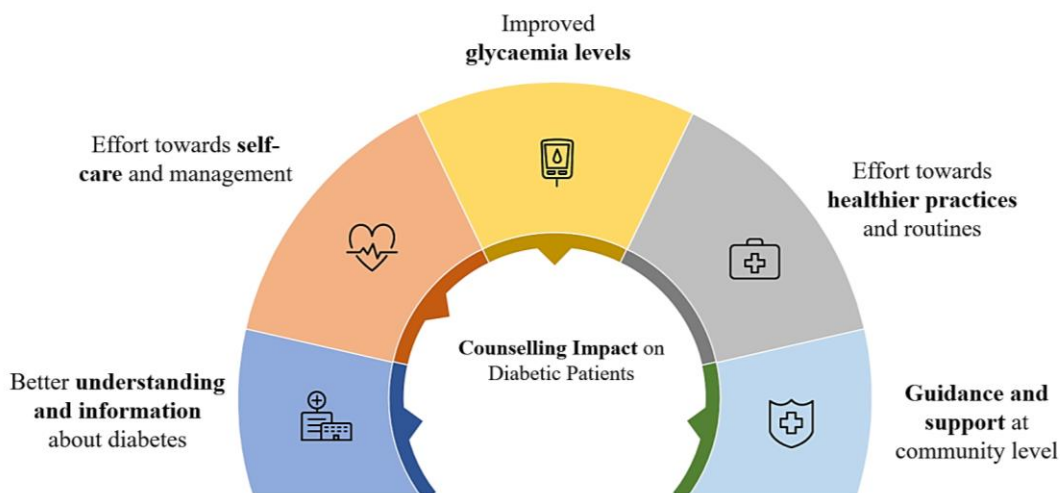 Improved
glycaemia levels
Effort towards self-
care and management
Effort towards
healthier practices
and routines
Counselling Impact on
Diabetic Patients
Better understanding
and information
about diabetes
Guidance and
support at
community level